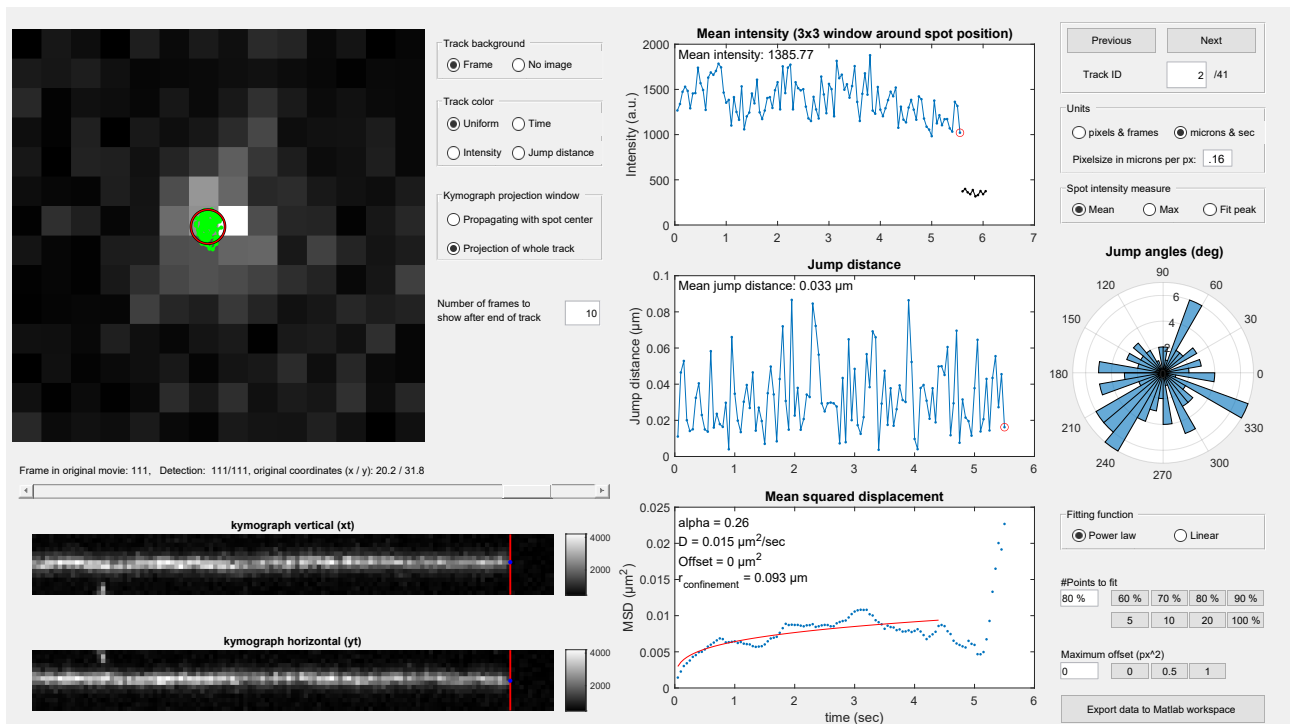 Track background
Frame
No image
Track color
Uniform
Time
Intensity
Jump distance
Kymograph projection window
Propagating with spot center
Projection of whole track
Number of frames to
show after end of track
10
Frame in original movie: 111, Detection: 111/111, original coordinates (x / y): 20.2 / 31.8
kymograph vertical (xt)
4000
2000
kymograph horizontal (yt)
4000
2000
Mean intensity (3x3 window around spot position)
Mean intensity: 1385.77
Intensity (a.u.)
2000
1500
1000
500
0
0 1 2 3 4 5 6 7
Jump distance
Mean jump distance: 0.033 µm
Jump distance (µm)
0.1
0.08
0.06
0.04
0.02
0
0 1 2 3 4 5 6
Mean squared displacement
alpha = 0.26
D = 0.015 µm²/sec
Offset = 0 µm²
r_confinement = 0.093 µm
MSD (µm²)
0.025
0.02
0.015
0.01
0.005
0
0 1 2 3 4 5 6
time (sec)
Previous
Next
Track ID
2
/41
Units
pixels & frames
microns & sec
Pixelsize in microns per px:
.16
Spot intensity measure
Mean
Max
Fit peak
Jump angles (deg)
90
120 60
150 30
180 0
210 330
240 300
270
6
4
2
Fitting function
Power law
Linear
#Points to fit
80 %
60 % 70 % 80 % 90 %
5 10 20 100 %
Maximum offset (px^2)
0
0 0.5 1
Export data to Matlab workspace